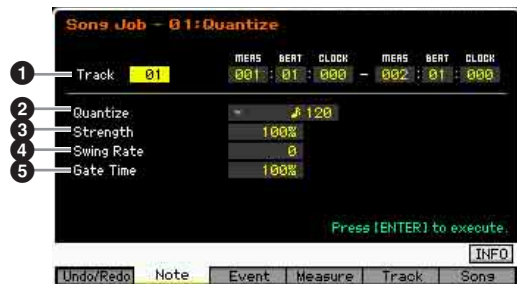 Song Job - 01:Quantize
MEAS BEAT CLOCK MEAS BEAT CLOCK
1 Track 01 001 : 01 : 000 - 002 : 01 : 000
2 Quantize ♪ 120
3 Strength 100%
4 Swing Rate 0
5 Gate Time 100%
Press [ENTER] to execute.
INFO
Undo/Redo Note Event Measure Track Song